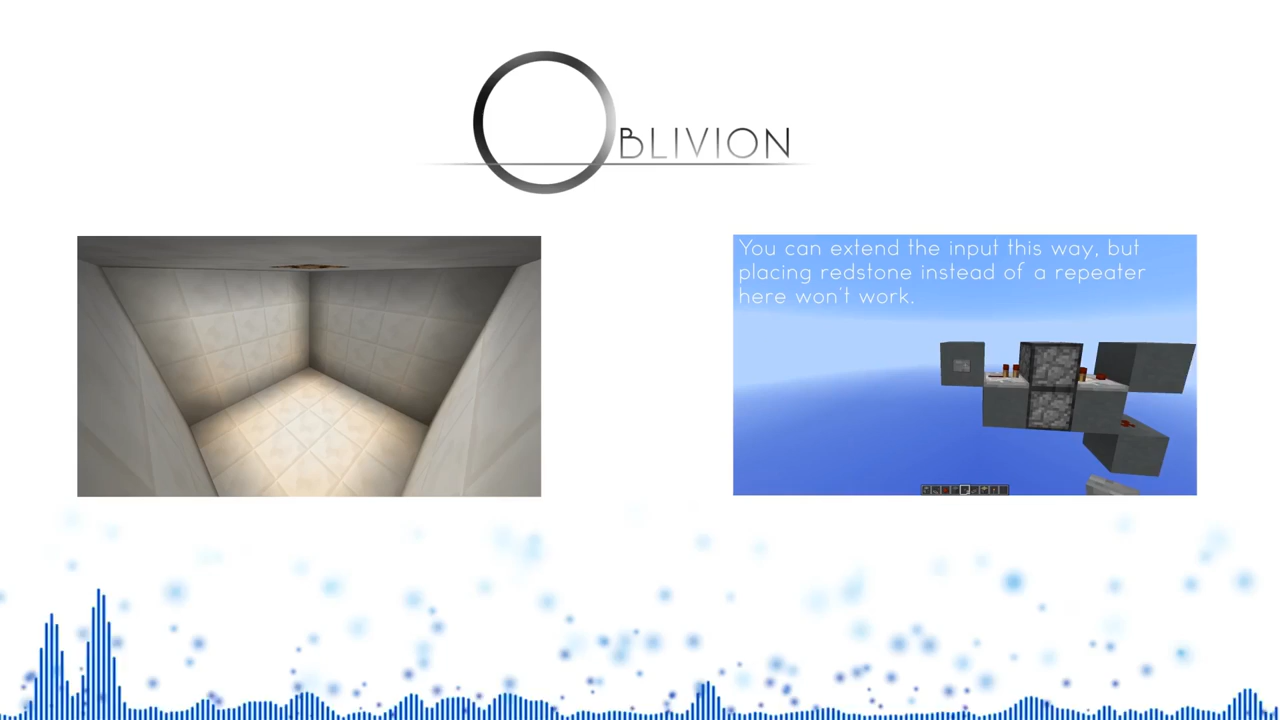 OBLIVION
You can extend the input this way, but
placing redstone instead of a repeater
here won't work.